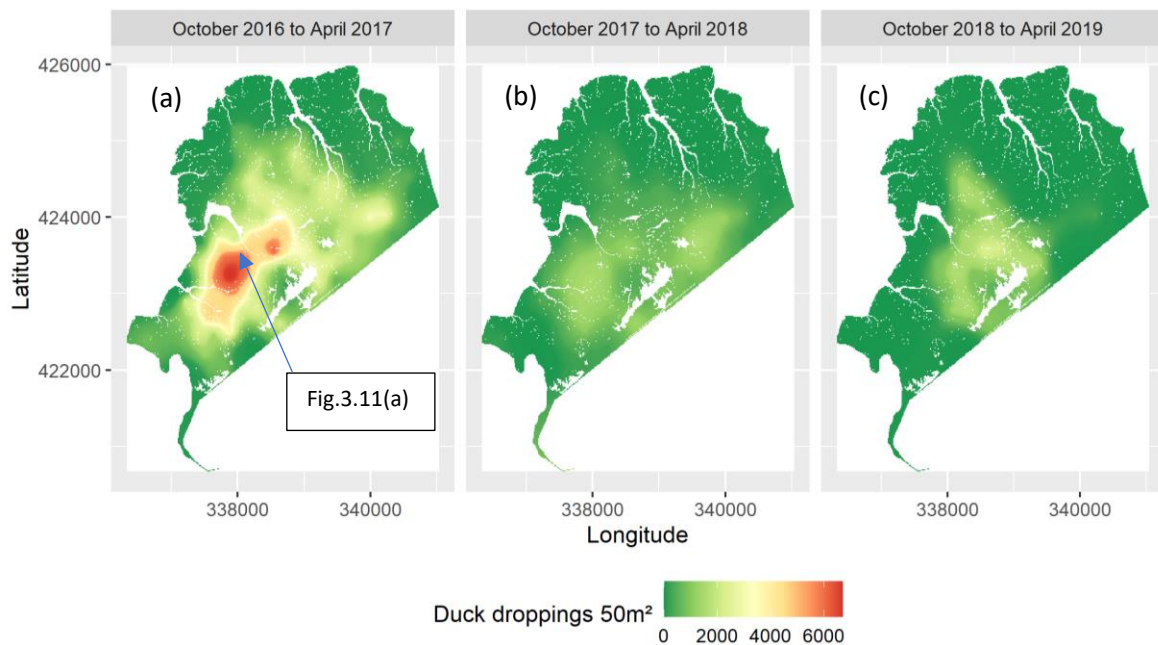 October 2016 to April 2017
October 2017 to April 2018
October 2018 to April 2019
(a)
(b)
(c)
426000
424000
422000
Latitude
Fig.3.11(a)
338000
340000
338000
340000
338000
340000
Longitude
Duck droppings 50m²
0
2000
4000
6000